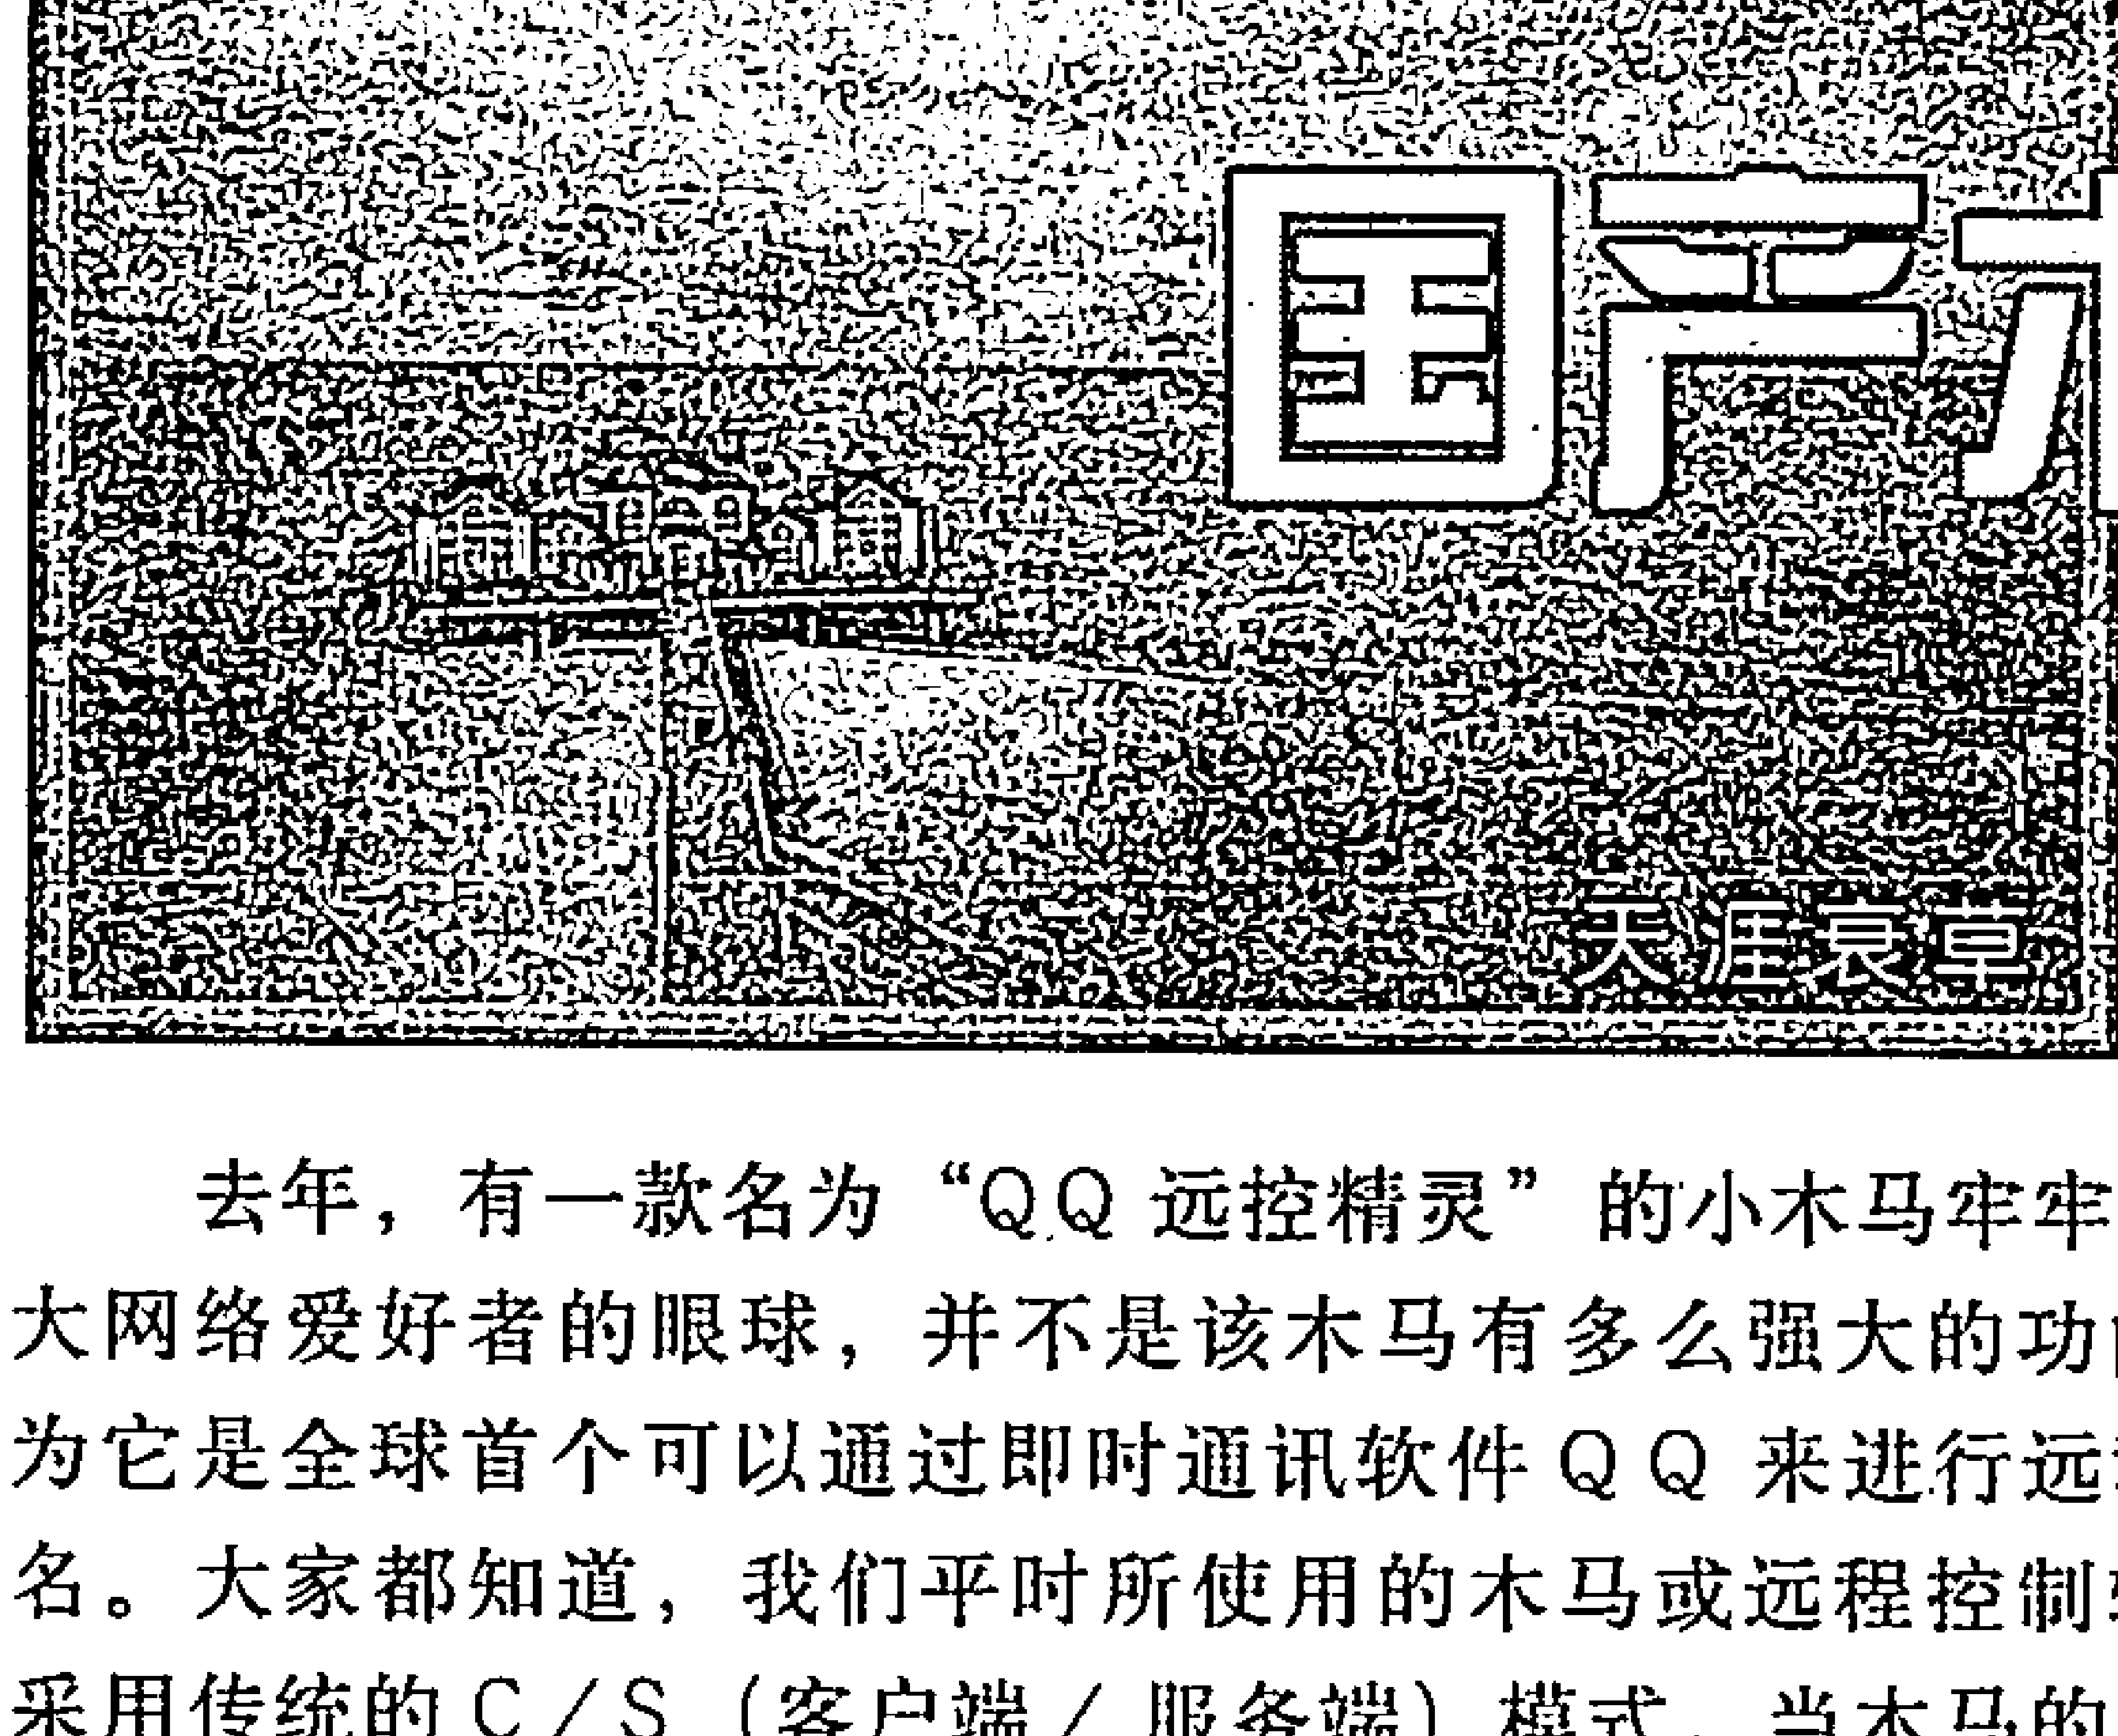 国产木
天涯衰草
去年，有一款名为“QQ 远控精灵”的小木马牢牢
大网络爱好者的眼球，并不是该木马有多么强大的功
为它是全球首个可以通过即时通讯软件QQ 来进行远
名。大家都知道，我们平时所使用的木马或远程控制
采用传统的C／S（客户端／服务端）模式，当木马的